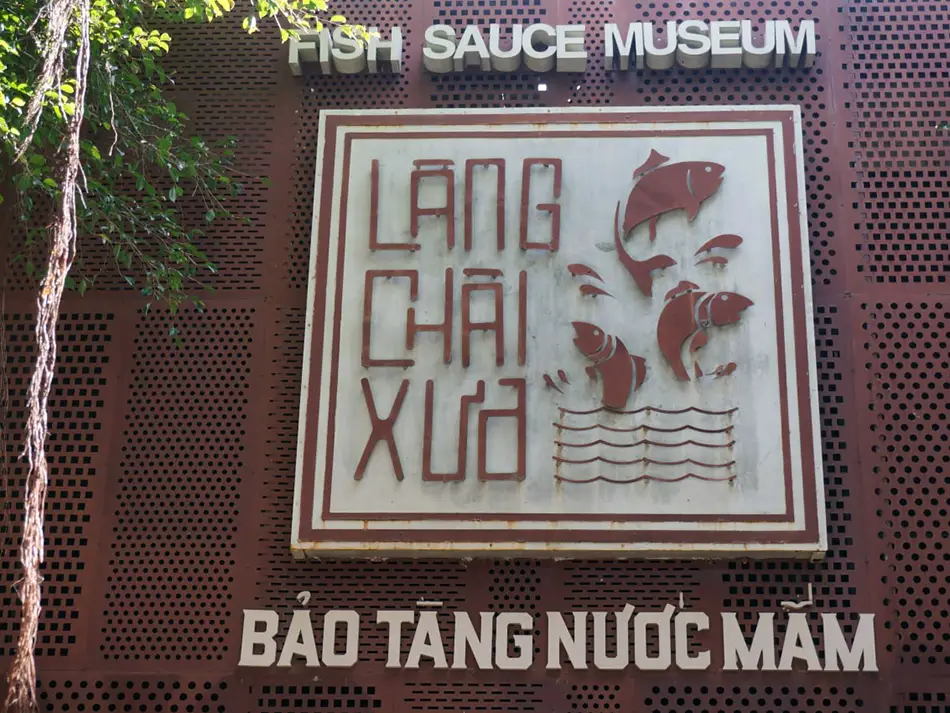 FISH SAUCE MUSEUM
LÀNG
CHÀI
XƯA
BẢO TÀNG NƯỚC MẮM